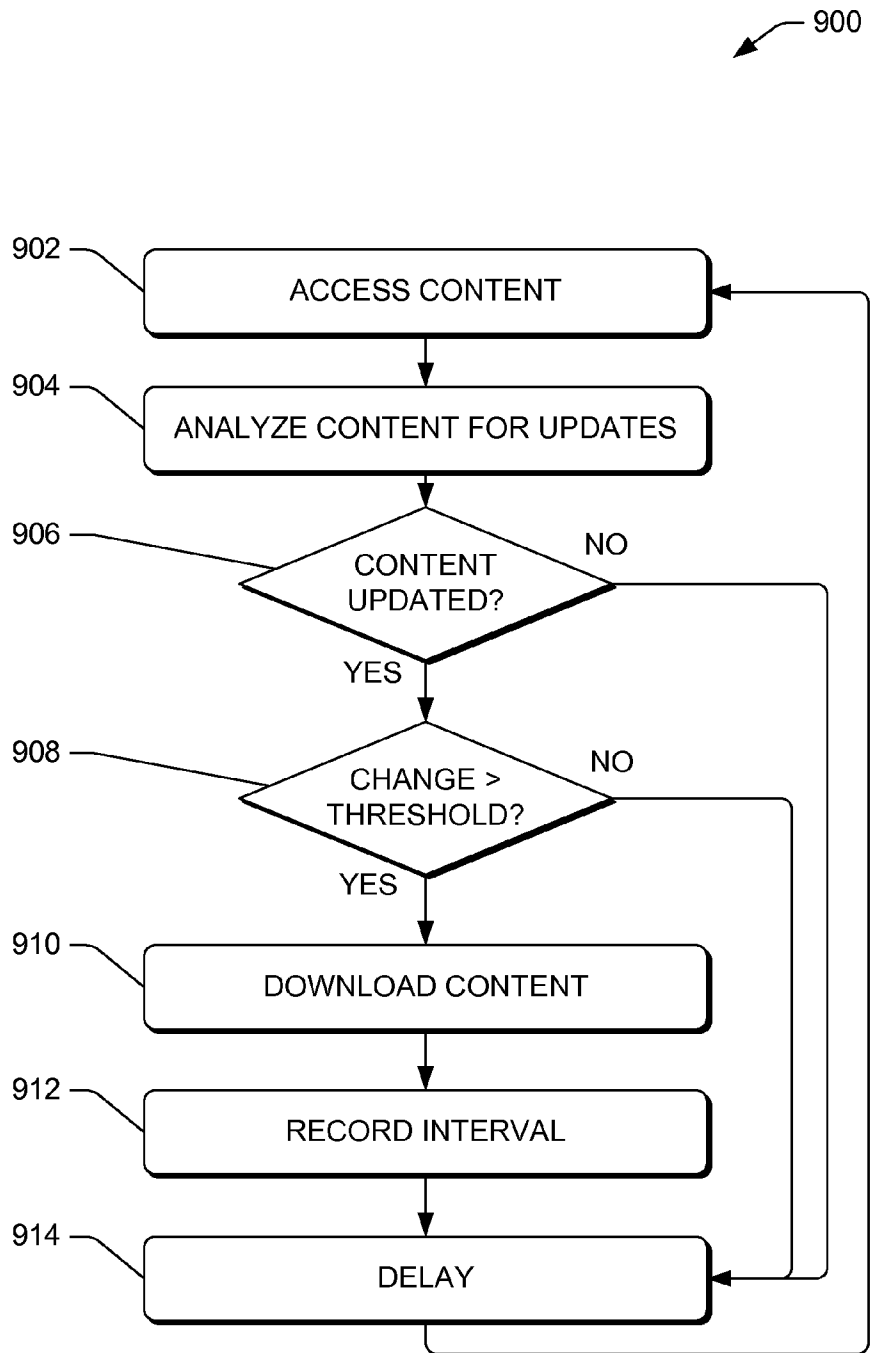 900
902
ACCESS CONTENT
904
ANALYZE CONTENT FOR UPDATES
906
CONTENT
UPDATED?
NO
YES
908
CHANGE >
THRESHOLD?
NO
YES
910
DOWNLOAD CONTENT
912
RECORD INTERVAL
914
DELAY